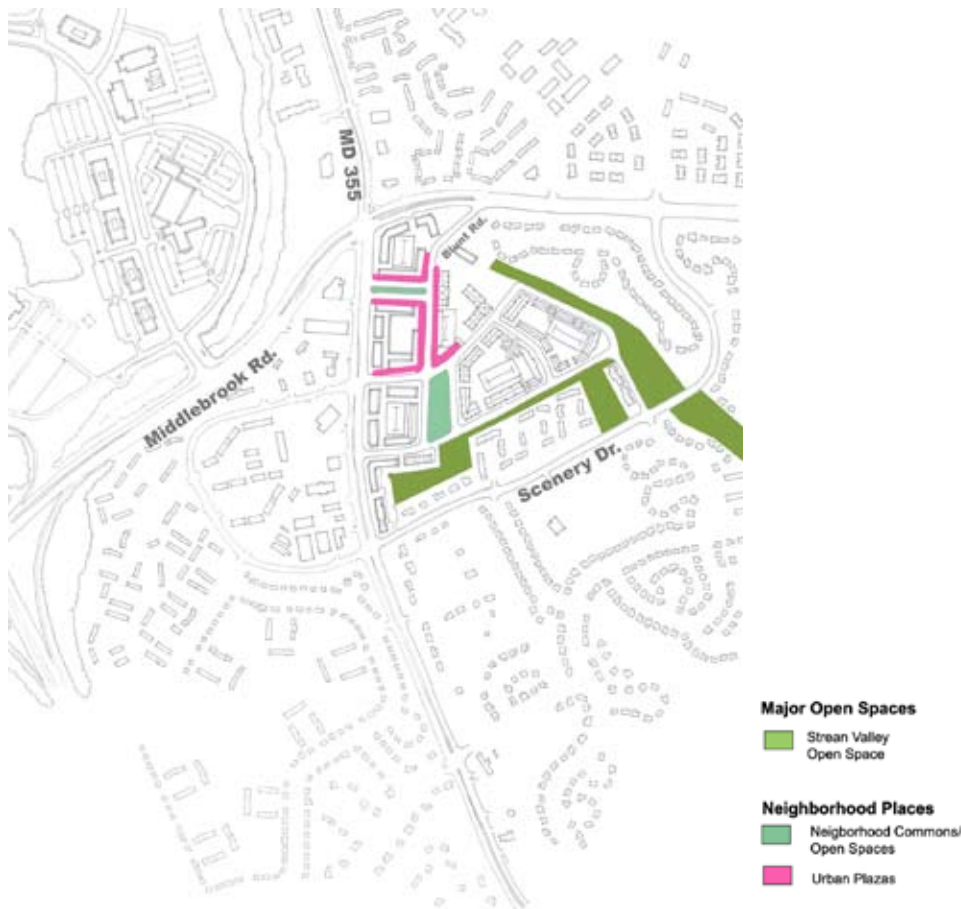 MD 355
Blunt Rd.
Middlebrook Rd.
Scenery Dr.
Major Open Spaces
Strean Valley
Open Space
Neighborhood Places
Neigborhood Commons/
Open Spaces
Urban Plazas